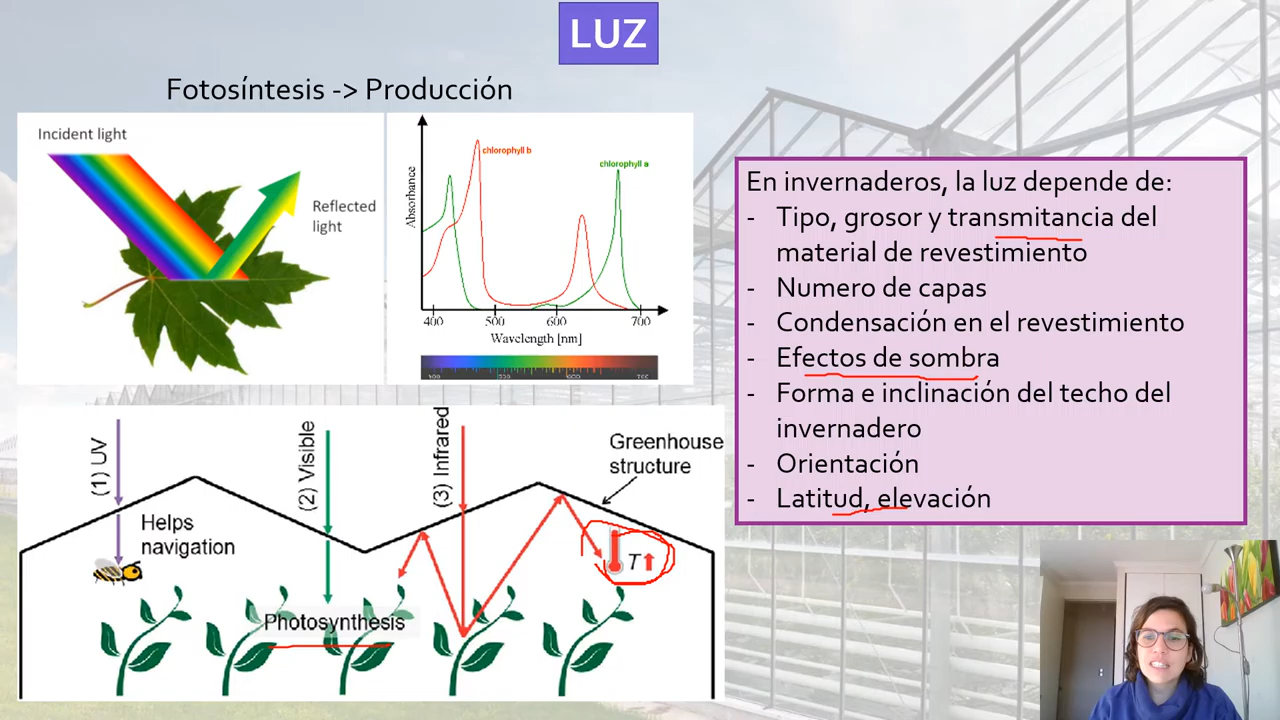 LUZ
Fotosíntesis -> Producción
Incident light
Reflected
light
Absorbance
chlorophyll b
chlorophyll a
400 500 600 700
Wavelength [nm]
500 600 700
(1) UV
(2) Visible
(3) Infrared
Greenhouse
structure
Helps
navigation
T
Photosynthesis
En invernaderos, la luz depende de:
- Tipo, grosor y transmitancia del
material de revestimiento
- Numero de capas
- Condensación en el revestimiento
- Efectos de sombra
- Forma e inclinación del techo del
invernadero
- Orientación
- Latitud, elevación